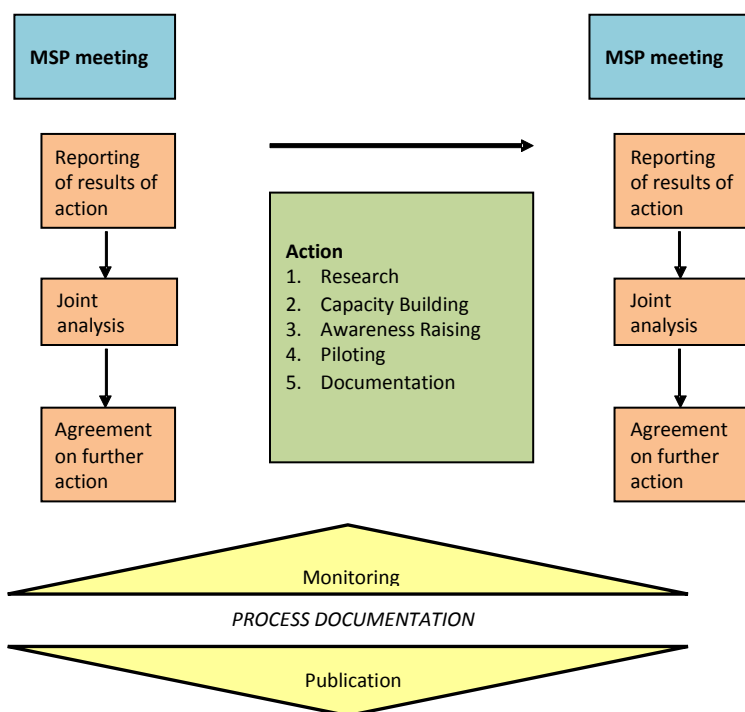 MSP meeting
Reporting
of results of
action
Joint
analysis
Agreement
on further
action
Action
1. Research
2. Capacity Building
3. Awareness Raising
4. Piloting
5. Documentation
MSP meeting
Reporting
of results of
action
Joint
analysis
Agreement
on further
action
Monitoring
PROCESS DOCUMENTATION
Publication